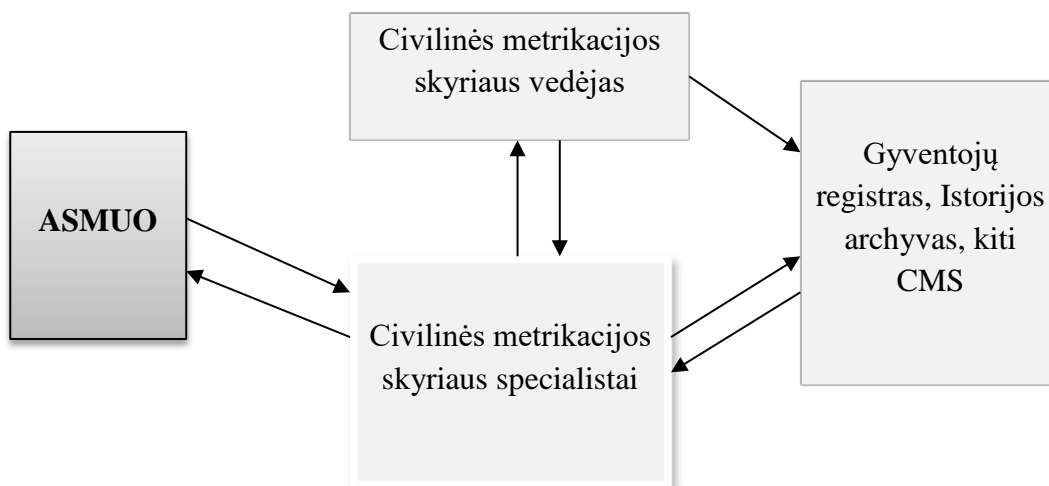 Civilinės metrikacijos
skyriaus vedėjas
ASMUO
Gyventojų
registras, Istorijos
archyvas, kiti
CMS
Civilinės metrikacijos
skyriaus specialistai